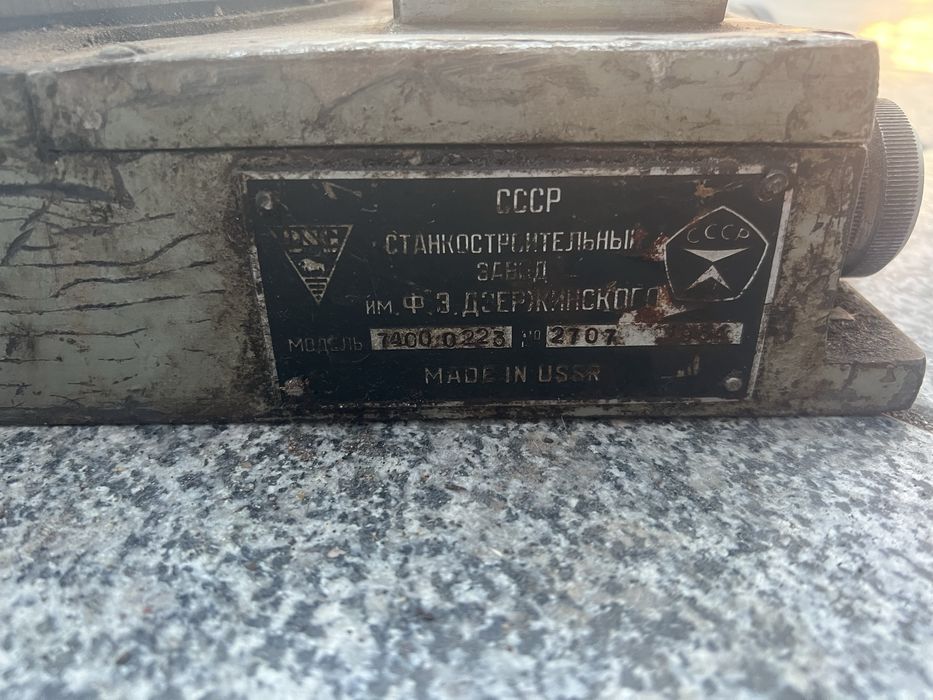 СССР
СТАНКОСТРОИТЕЛЬНЫЙ
ЗАВОД
им. Ф. Э. ДЗЕРЖИНСКОГО
СССР
МОДЕЛЬ 7400 0223 № 2707
MADE IN USSR